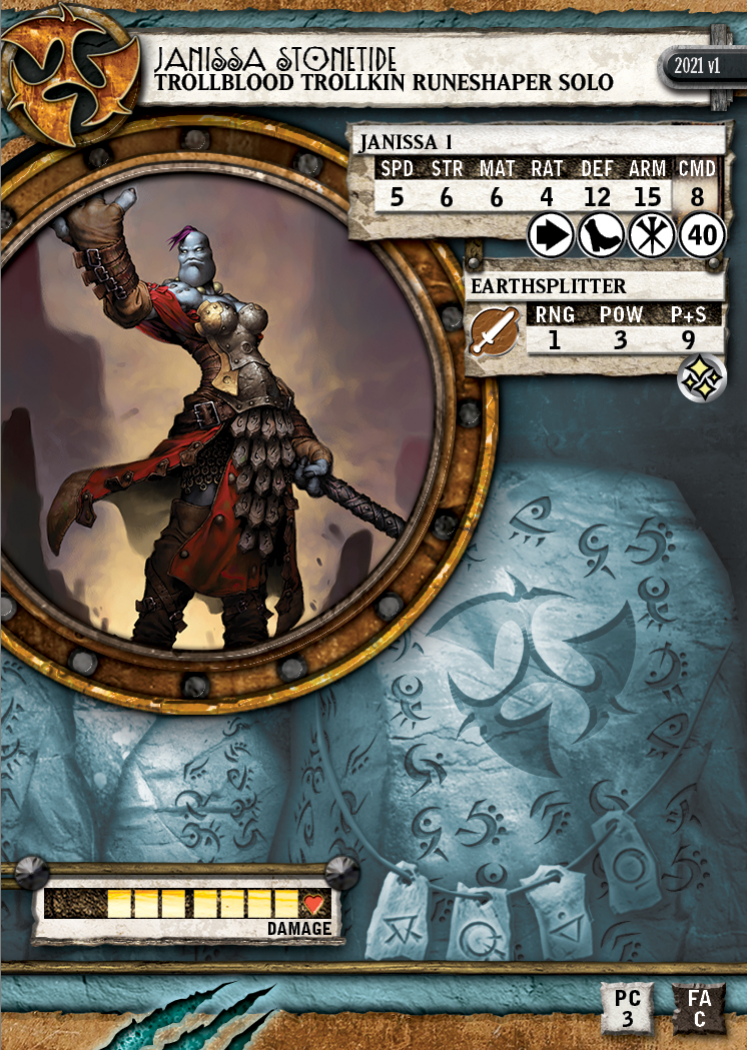 JANISSA STONETIDE
TROLLBLOOD TROLLKIN RUNESHAPER SOLO
2021 v1
JANISSA 1
SPD STR MAT RAT DEF ARM CMD
5 6 6 4 12 15 8
40
EARTHSPLITTER
RNG POW P+S
1 3 9
DAMAGE
PC FA
3 C